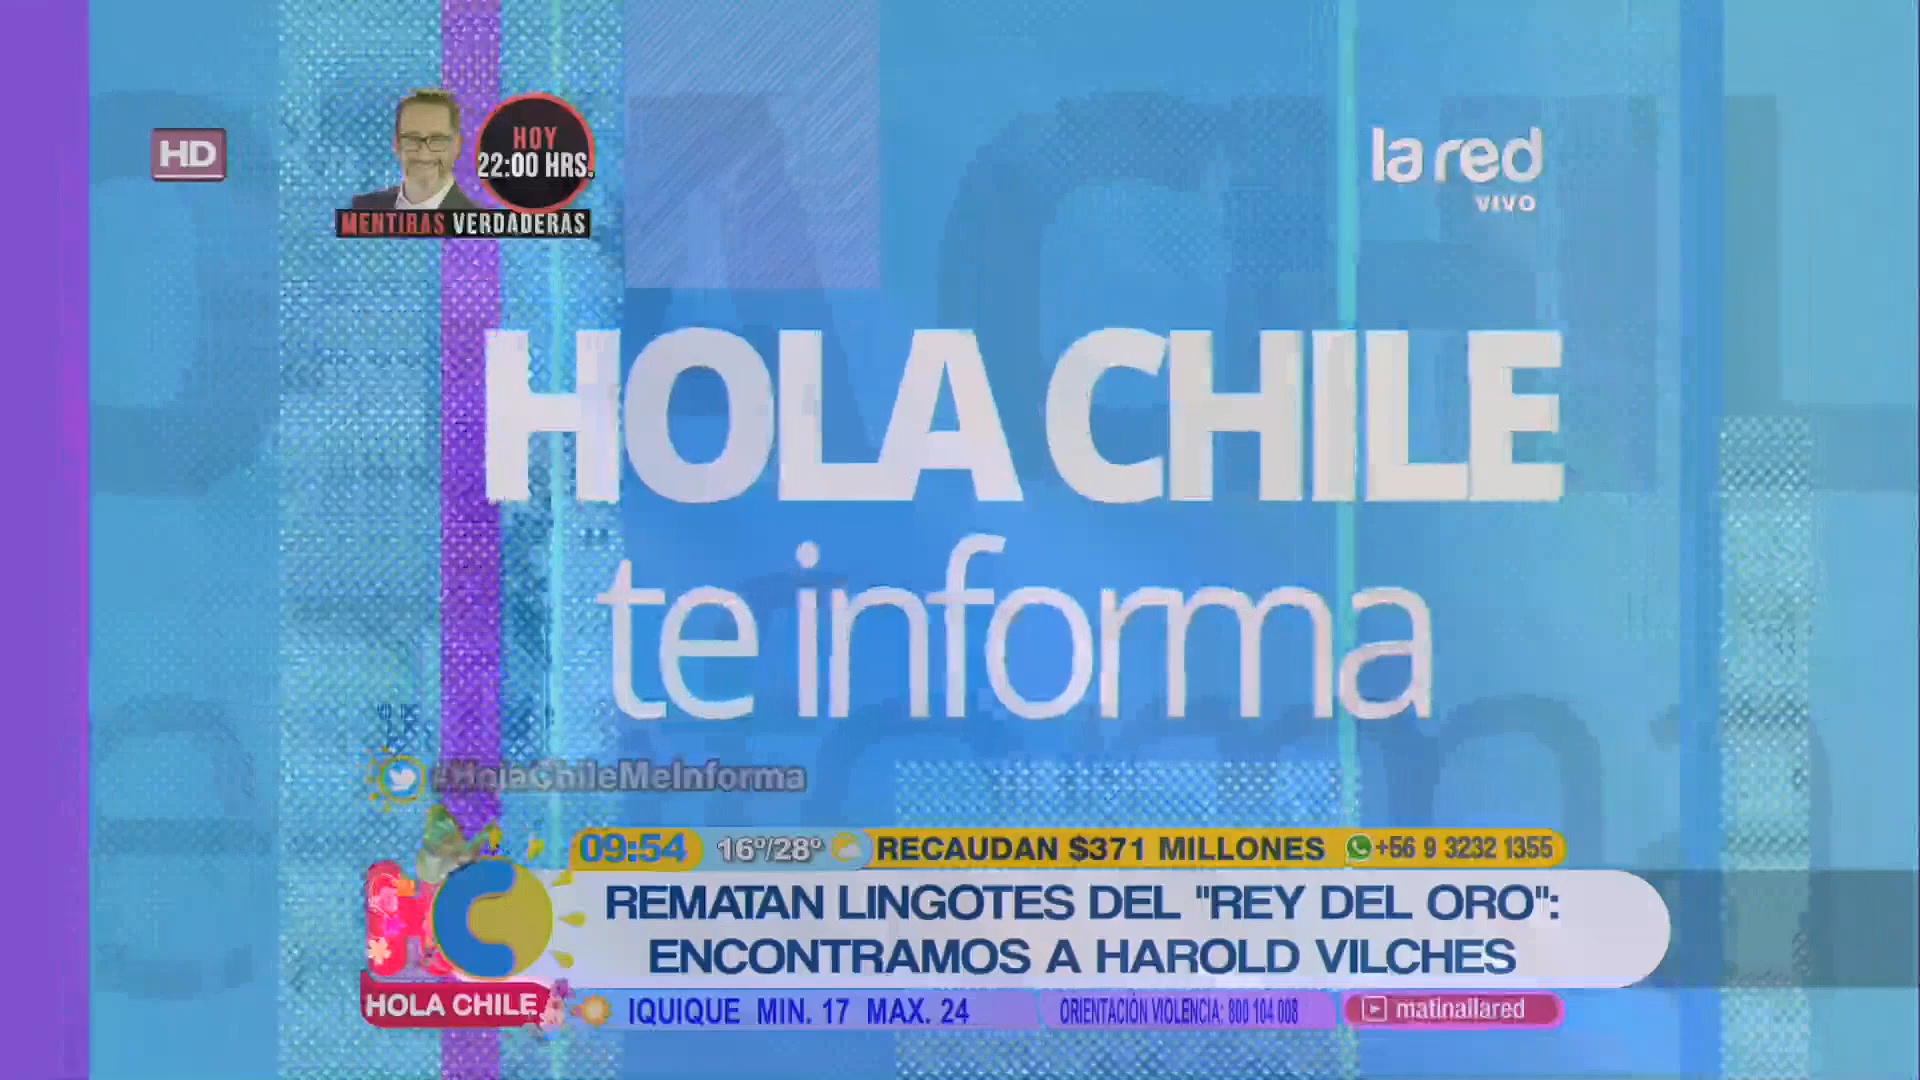 HD
HOY
22:00 HRS.
MENTIRAS VERDADERAS
la red
VIVO
HOLA CHILE
te informa
#HolaChileMeInforma
09:54 16°/28° RECAUDAN $371 MILLONES +56 9 3232 1355
REMATAN LINGOTES DEL "REY DEL ORO":
ENCONTRAMOS A HAROLD VILCHES
HOLA CHILE
IQUIQUE MIN. 17 MAX. 24
ORIENTACIÓN VIOLENCIA: 800 104 008
matinallared